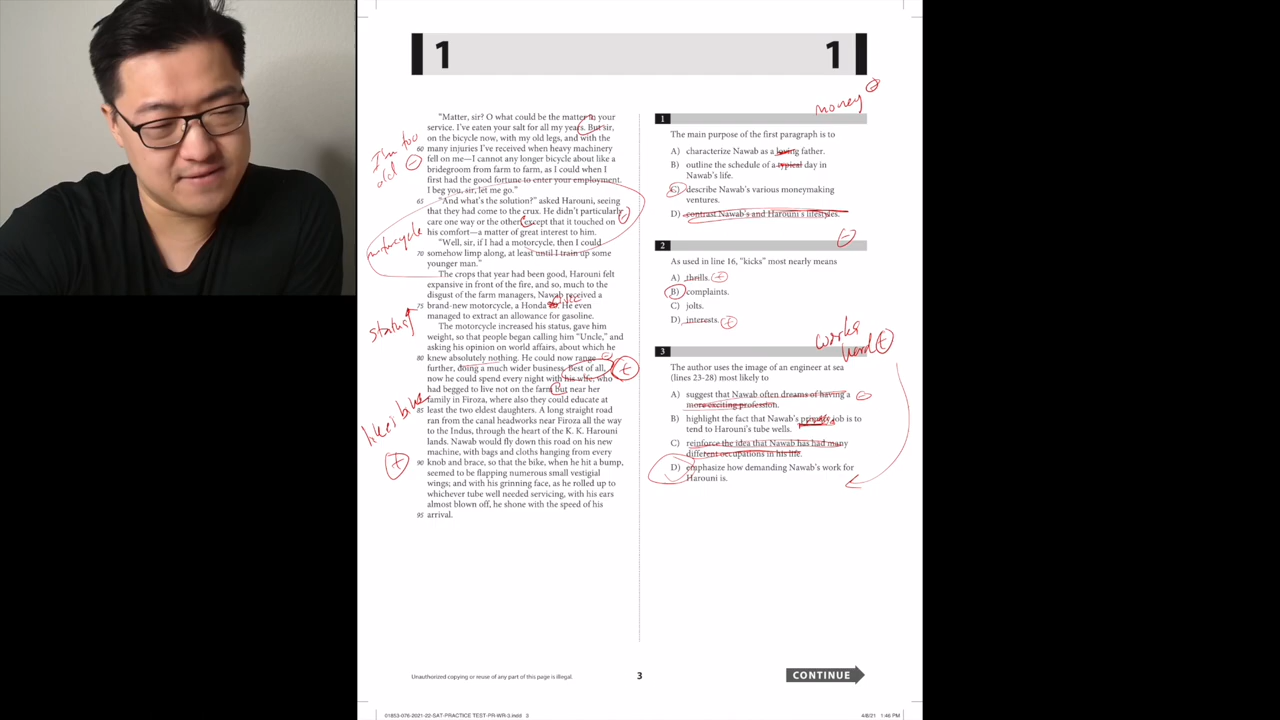 1 1
"Matter, sir? O what could be the matter in your
service. I've eaten your salt for all my years. But sir,
on the bicycle now, with my old legs, and with the
60 many injuries I've received when heavy machinery
fell on me—I cannot any longer bicycle about like a
bridegroom from farm to farm, as I could when I
first had the good fortune to enter your employment.
I beg you, sir, let me go."
I'm too
old
65 "And what's the solution?" asked Harouni, seeing
that they had come to the crux. He didn't particularly
care one way or the other, except that it touched on
his comfort—a matter of great interest to him.
motorcycle
"Well, sir, if I had a motorcycle, then I could
70 somehow limp along, at least until I train up some
younger man."
The crops that year had been good, Harouni felt
expansive in front of the fire, and so, much to the
disgust of the farm managers, Nawab received a
75 brand-new motorcycle, a Honda 70. He even
managed to extract an allowance for gasoline.
Civic
status↑
The motorcycle increased his status, gave him
weight, so that people began calling him "Uncle," and
asking his opinion on world affairs, about which he
80 knew absolutely nothing. He could now range
further, doing a much wider business. Best of all,
now he could spend every night with his wife, who
had begged to live not on the farm but near her
family in Firoza, where also they could educate at
85 least the two eldest daughters. A long straight road
ran from the canal headworks near Firoza all the way
to the Indus, through the heart of the K. K. Harouni
lands. Nawab would fly down this road on his new
machine, with bags and cloths hanging from every
90 knob and brace, so that the bike, when he hit a bump,
seemed to be flapping numerous small vestigial
wings; and with his grinning face, as he rolled up to
whichever tube well needed servicing, with his ears
almost blown off, he shone with the speed of his
95 arrival.
likes bike
+
money
1
The main purpose of the first paragraph is to
A) characterize Nawab as a loving father.
B) outline the schedule of a typical day in
Nawab's life.
C) describe Nawab's various moneymaking
ventures.
D) contrast Nawab's and Harouni's lifestyles.
2
As used in line 16, "kicks" most nearly means
A) thrills. +
B) complaints.
C) jolts.
D) interests. +
works
hard +
3
The author uses the image of an engineer at sea
(lines 23-28) most likely to
A) suggest that Nawab often dreams of having a
more exciting profession.
B) highlight the fact that Nawab's primary job is to
tend to Harouni's tube wells.
C) reinforce the idea that Nawab has had many
different occupations in his life.
D) emphasize how demanding Nawab's work for
Harouni is.
Unauthorized copying or reuse of any part of this page is illegal.
3
CONTINUE
01853-076-2021-22-SAT-PRACTICE TEST-PR-WR-3.indd 3
4/8/21 1:46 PM